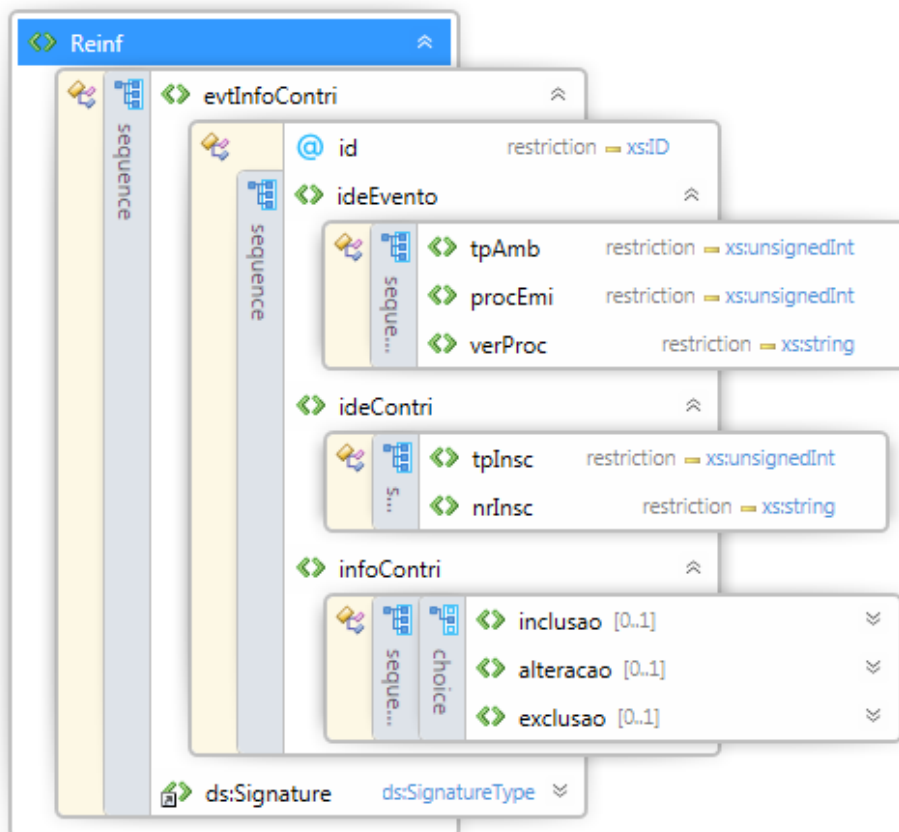 Reinf
sequence
evtInfoContri
sequence
@ id restriction xs:ID
ideEvento
seque...
tpAmb restriction xs:unsignedInt
procEmi restriction xs:unsignedInt
verProc restriction xs:string
ideContri
s...
tpInsc restriction xs:unsignedInt
nrInsc restriction xs:string
infoContri
seque...
choice
inclusao [0..1]
alteracao [0..1]
exclusao [0..1]
ds:Signature ds:SignatureType